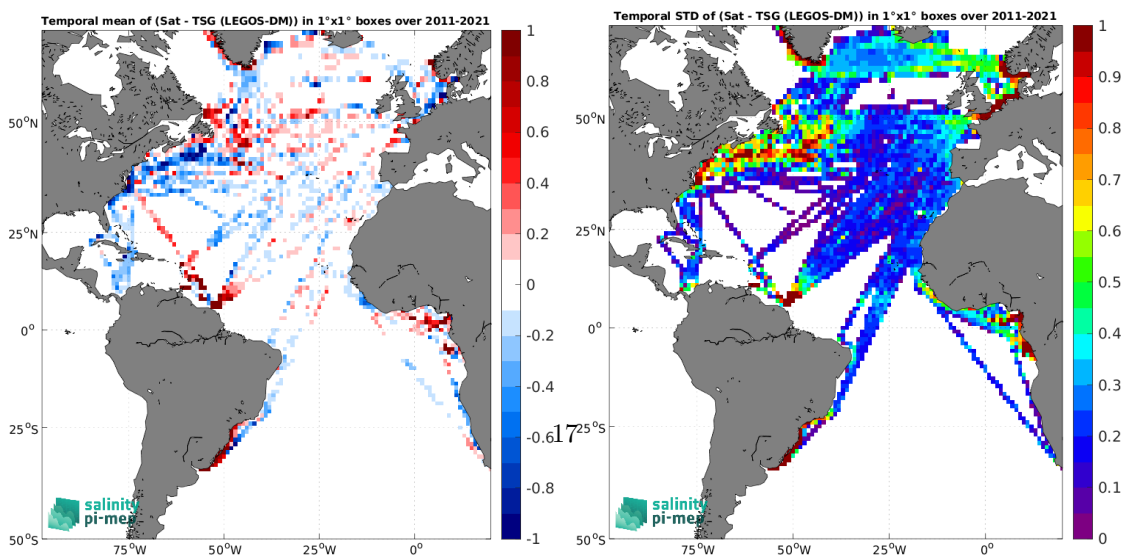 Temporal mean of (Sat - TSG (LEGOS-DM)) in 1°x1° boxes over 2011-2021
1
0.8
0.6
0.4
0.2
0
-0.2
-0.4
-0.6
-0.8
-1
50°N
25°N
0°
25°S
50°S
75°W
50°W
25°W
0°
salinity
pi-mep
17
Temporal STD of (Sat - TSG (LEGOS-DM)) in 1°x1° boxes over 2011-2021
1
0.9
0.8
0.7
0.6
0.5
0.4
0.3
0.2
0.1
0
50°N
25°N
0°
25°S
50°S
75°W
50°W
25°W
0°
salinity
pi-mep